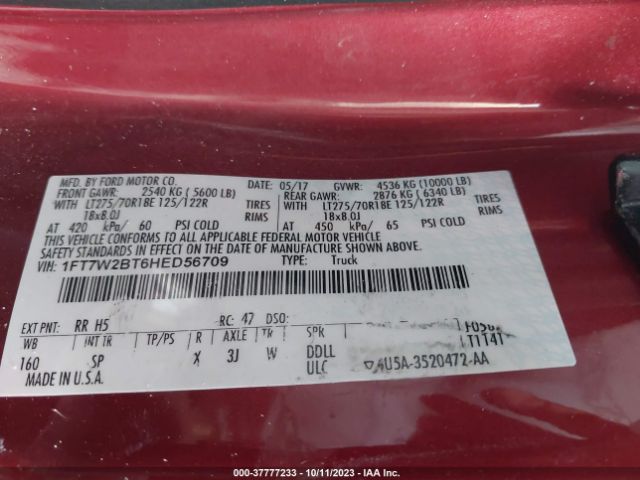 MFD. BY FORD MOTOR CO. 05/17 GVWR: 4536 KG (10000 LB)
FRONT GAWR: 2540 KG ( 5600 LB) REAR GAWR: 2876 KG ( 6340 LB)
WITH LT275/70R18E 125/122R TIRES WITH LT275/70R18E 125/122R TIRES
18x8.0J RIMS 18x8.0J RIMS
AT 420 kPa/ 60 PSI COLD AT 450 kPa/ 65 PSI COLD
THIS VEHICLE CONFORMS TO ALL APPLICABLE FEDERAL MOTOR VEHICLE
SAFETY STANDARDS IN EFFECT ON THE DATE OF MANUFACTURE SHOWN ABOVE.
VIN: 1FT7W2BT6HED56709 TYPE: Truck
EXT PNT: RR H5 RC: 47 DSO:
WB INT TR TP/PS R AXLE TR SPR
160 SP X 3J W DDLL T1T41
MADE IN U.S.A. ULC 4U5A-3520472-AA
© 37777233 - 10/11/2023 - IAA Auctions